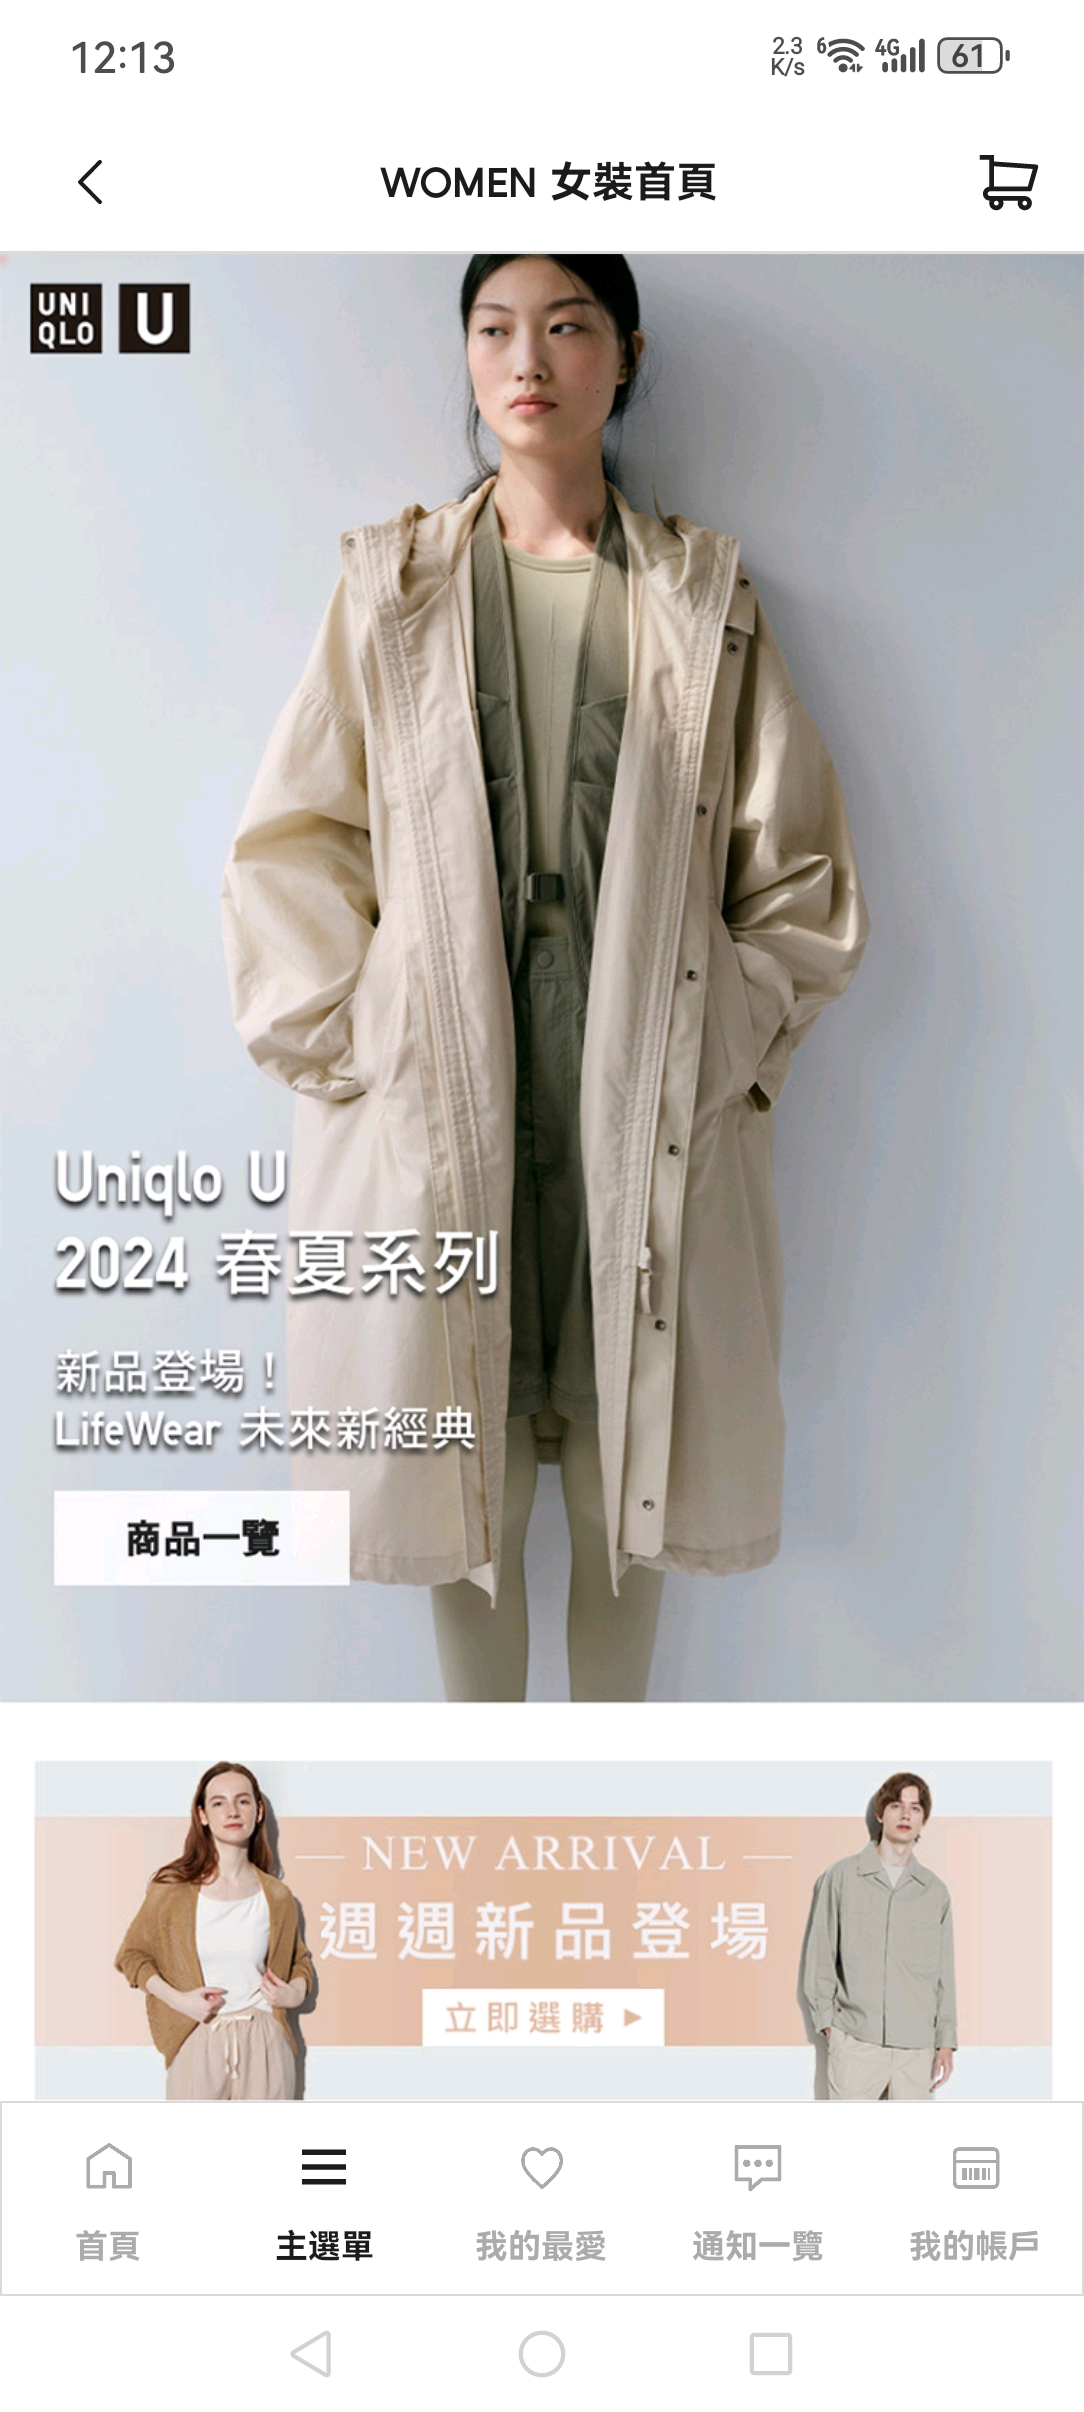 12:13
2.3
K/s
6
4G
61
WOMEN 女裝首頁
UNI
QLO
U
Uniqlo U
2024 春夏系列
新品登場！
LifeWear 未來新經典
商品一覽
NEW ARRIVAL
週週新品登場
立即選購
首頁
主選單
我的最愛
通知一覽
我的帳戶